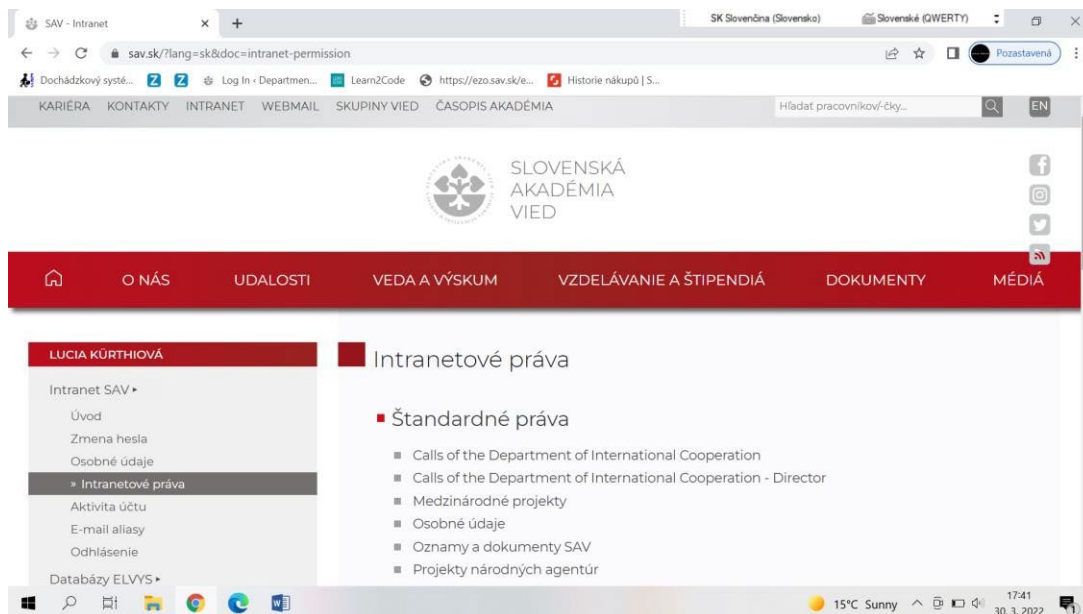 SAV - Intranet
SK Slovenčina (Slovensko) Slovenské (QWERTY)
sav.sk/?lang=sk&doc=intranet-permission
Pozastavená
Dochádzkový systé... Log In ‹ Departmen... Learn2Code https://ezo.sav.sk/e... Historie nákupů | S...
KARIÉRA KONTAKTY INTRANET WEBMAIL SKUPINY VIED ČASOPIS AKADÉMIA
Hľadat pracovníkov/-čky...
EN
SLOVENSKÁ
AKADÉMIA
VIED
O NÁS UDALOSTI VEDA A VÝSKUM VZDELÁVANIE A ŠTIPENDIÁ DOKUMENTY MÉDIÁ
LUCIA KÜRTHIOVÁ
Intranet SAV
Úvod
Zmena hesla
Osobné údaje
» Intranetové práva
Aktivita účtu
E-mail aliasy
Odhlásenie
Databázy ELVYS
Intranetové práva
Štandardné práva
Calls of the Department of International Cooperation
Calls of the Department of International Cooperation - Director
Medzinárodné projekty
Osobné údaje
Oznamy a dokumenty SAV
Projekty národných agentúr
15°C Sunny
17:41
30. 3. 2022